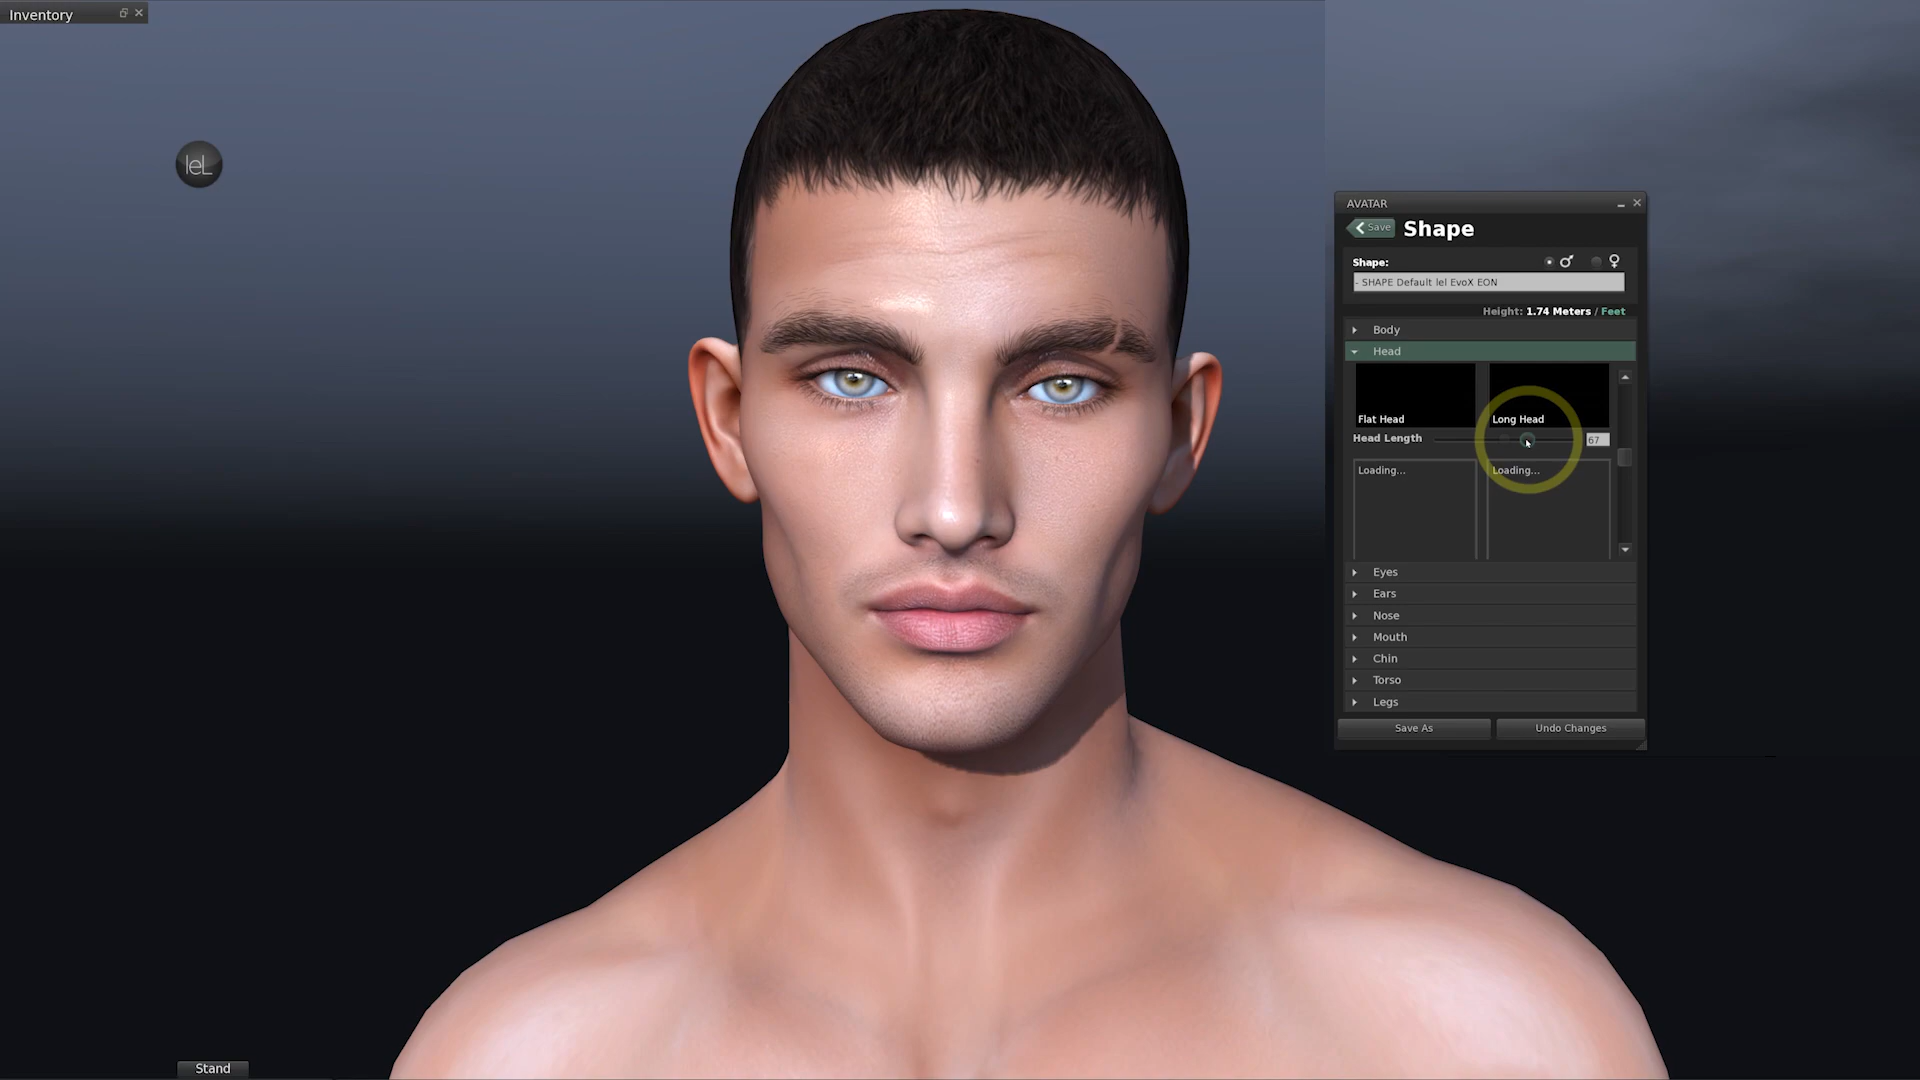 Inventory
leL
AVATAR
Save
Shape
Shape:
- SHAPE Default lel EvoX EON
Height: 1.74 Meters / Feet
Body
Head
Flat Head
Long Head
Head Length
67
Loading...
Loading...
Eyes
Ears
Nose
Mouth
Chin
Torso
Legs
Save As
Undo Changes
Stand